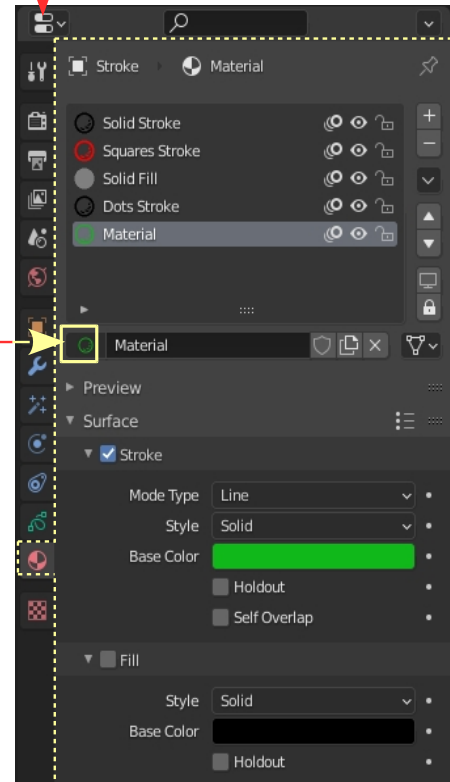 Stroke Material
Solid Stroke
Squares Stroke
Solid Fill
Dots Stroke
Material
Material
Preview
Surface
Stroke
Mode Type Line
Style Solid
Base Color
Holdout
Self Overlap
Fill
Style Solid
Base Color
Holdout